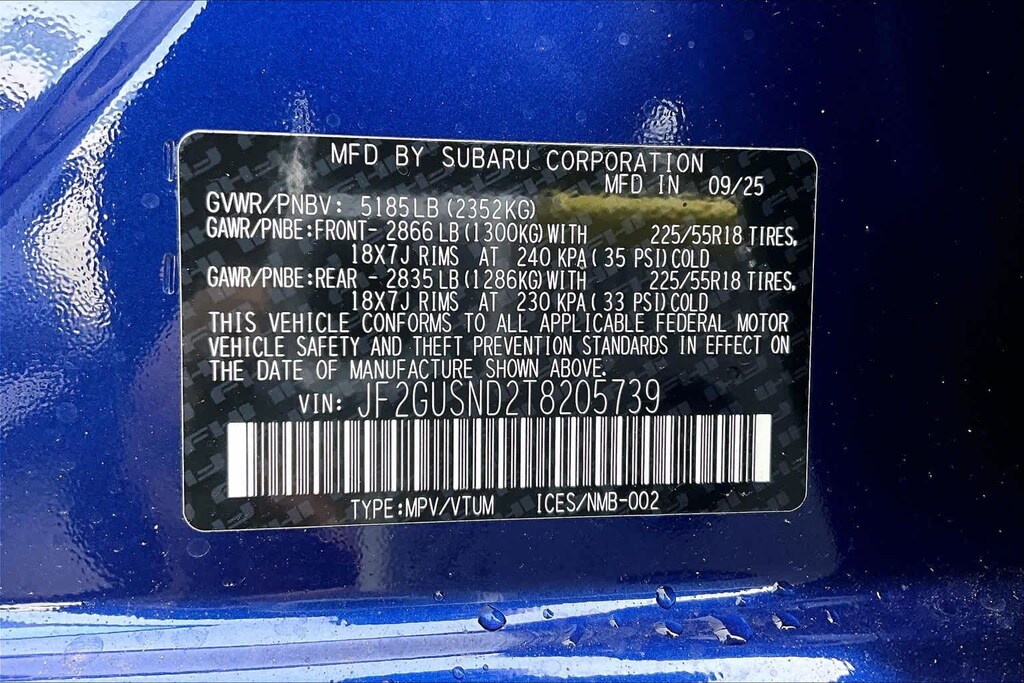 MFD BY SUBARU CORPORATION
MFD IN 09/25
GVWR/PNBV: 5185LB (2352KG)
GAWR/PNBE:FRONT- 2866 LB(1300KG)WITH 225/55R18 TIRES,
18X7J RIMS AT 240 KPA( 35 PSI)COLD
GAWR/PNBE:REAR - 2835 LB(1286KG)WITH 225/55R18 TIRES,
18X7J RIMS AT 230 KPA( 33 PSI)COLD
THIS VEHICLE CONFORMS TO ALL APPLICABLE FEDERAL MOTOR
VEHICLE SAFETY AND THEFT PREVENTION STANDARDS IN EFFECT ON
THE DATE OF MANUFACTURE SHOWN ABOVE.
VIN: JF2GUSND2T8205739
TYPE:MPV/VTUM ICES/NMB-002